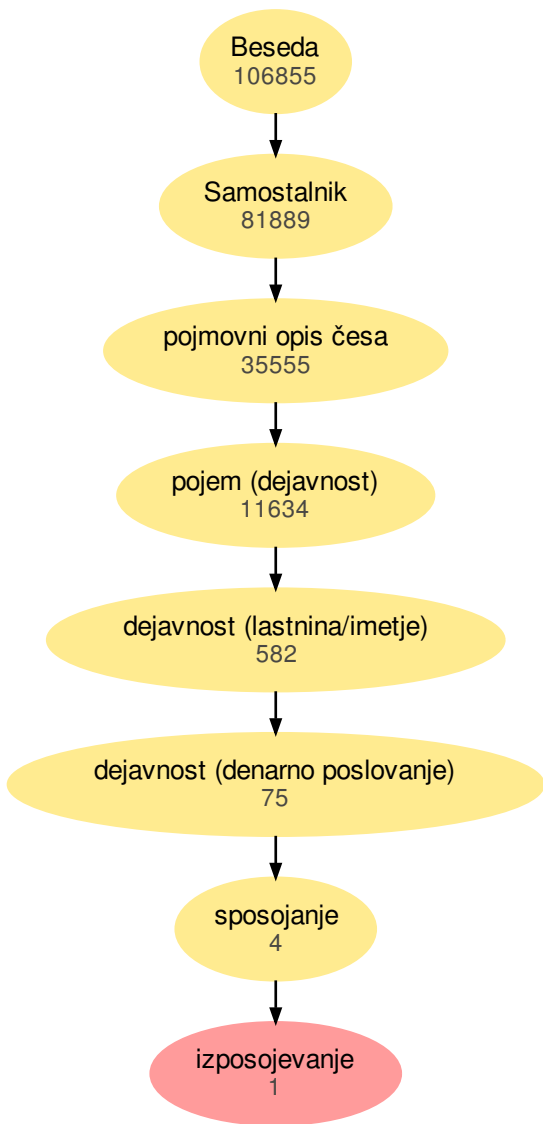 Beseda
106855
Samostalnik
81889
pojmovni opis česa
35555
pojem (dejavnost)
11634
dejavnost (lastnina/imetje)
582
dejavnost (denarno poslovanje)
75
sposojanje
4
izposojevanje
1